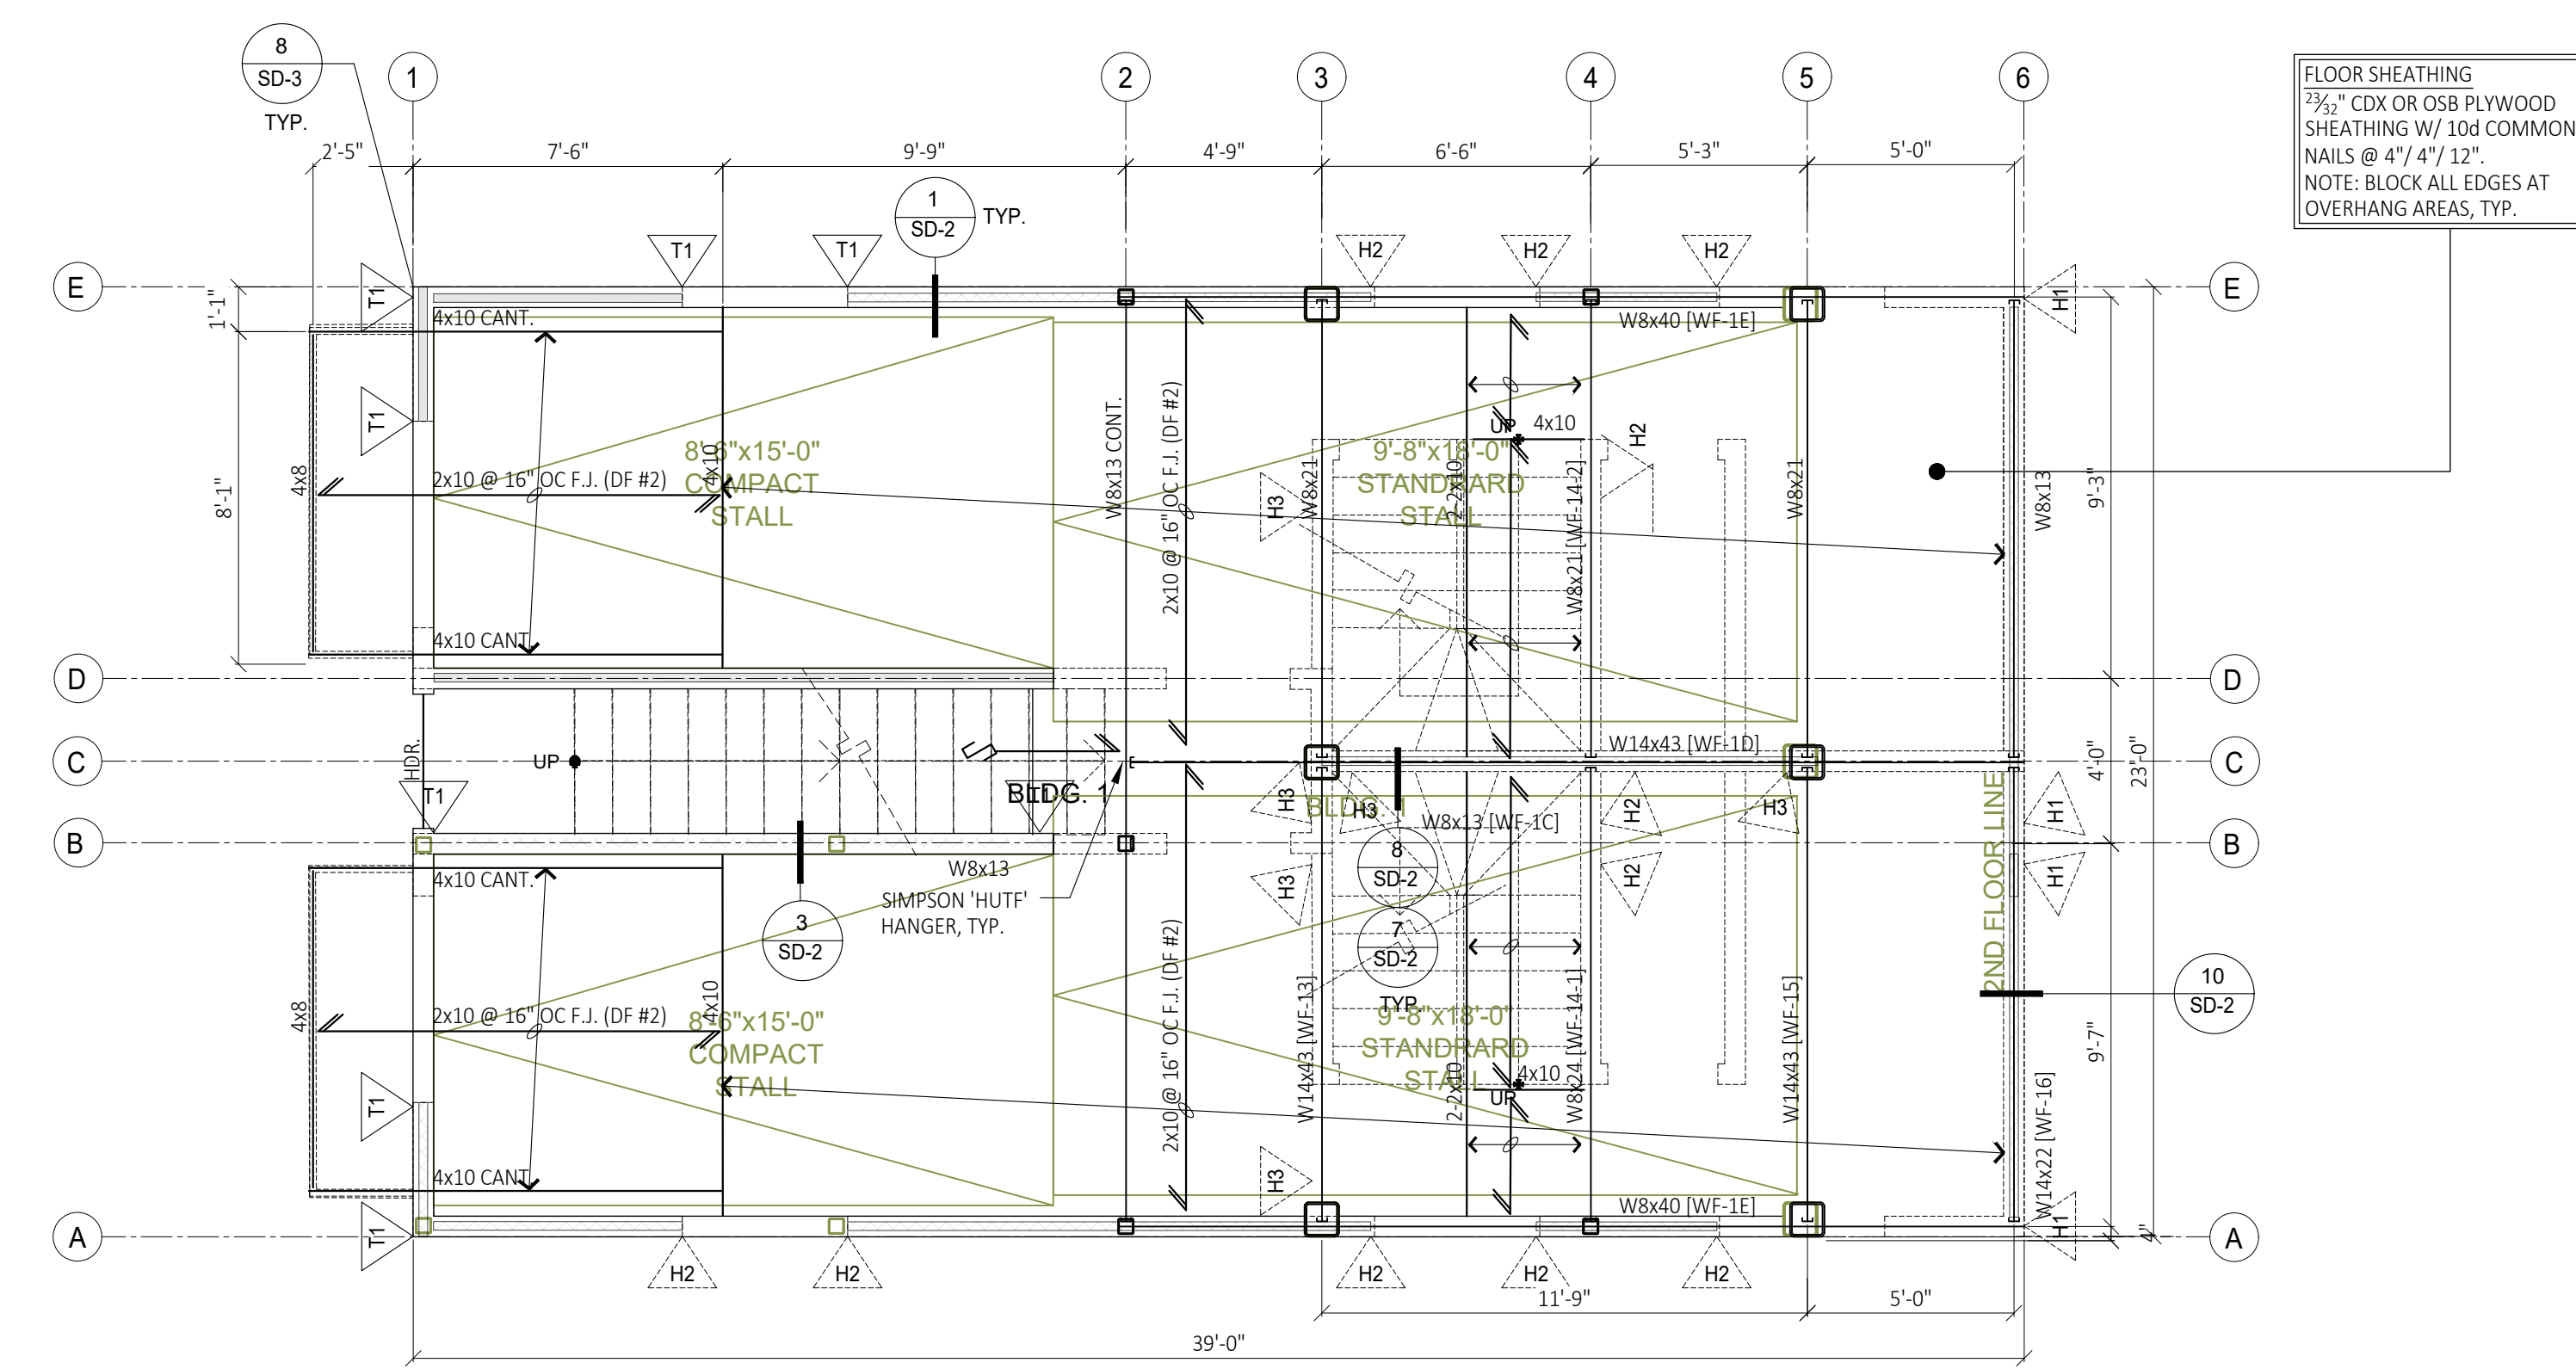 8
SD-3
TYP.
1
2
3
4
5
6
FLOOR SHEATHING
23/32" CDX OR OSB PLYWOOD
SHEATHING W/ 10d COMMON
NAILS @ 4"/ 4"/ 12".
NOTE: BLOCK ALL EDGES AT
OVERHANG AREAS, TYP.
2'-5"
7'-6"
9'-9"
4'-9"
6'-6"
5'-3"
5'-0"
1
SD-2
TYP.
T1
T1
H2
H2
H2
E
E
1'-1"
T1
4x10 CANT.
W8x40 [WF-1E]
H1
T1
8'-1"
4x8
2x10 @ 16" OC F.J. (DF #2)
4x10
8'-6"x15'-0"
COMPACT
STALL
W8x13 CONT.
2x10 @ 16" OC F.J. (DF #2)
H3
W8x21
9'-8"x18'-0"
STANDRARD
STALL
2-2x10
UP
4x10
W8x21 [WF-14-2]
H2
W8x21
W8x13
9'-3"
4x10 CANT.
D
D
HDR.
UP
C
C
W14x43 [WF-1D]
4'-0"
23'-0"
T1
BLDG. 1
T1
H3
BLDG. 1
H3
W8x13 [WF-1C]
H2
H3
H1
B
B
4x10 CANT.
W8x13
SIMPSON 'HUTF'
HANGER, TYP.
3
SD-2
H3
8
SD-2
7
SD-2
TYP.
H2
H1
2ND FLOOR LINE
10
SD-2
4x8
2x10 @ 16" OC F.J. (DF #2)
4x10
8'-6"x15'-0"
COMPACT
STALL
2x10 @ 16" OC F.J. (DF #2)
W14x43 [WF-13]
9'-8"x18'-0"
STANDRARD
STALL
2-2x10
4x10
UP
W8x24 [WF-14-1]
W14x43 [WF-15]
9'-7"
W14x22 [WF-16]
T1
4x10 CANT.
H3
W8x40 [WF-1E]
A
T1
H1
4"
A
H2
H2
H2
H2
H2
11'-9"
5'-0"
39'-0"